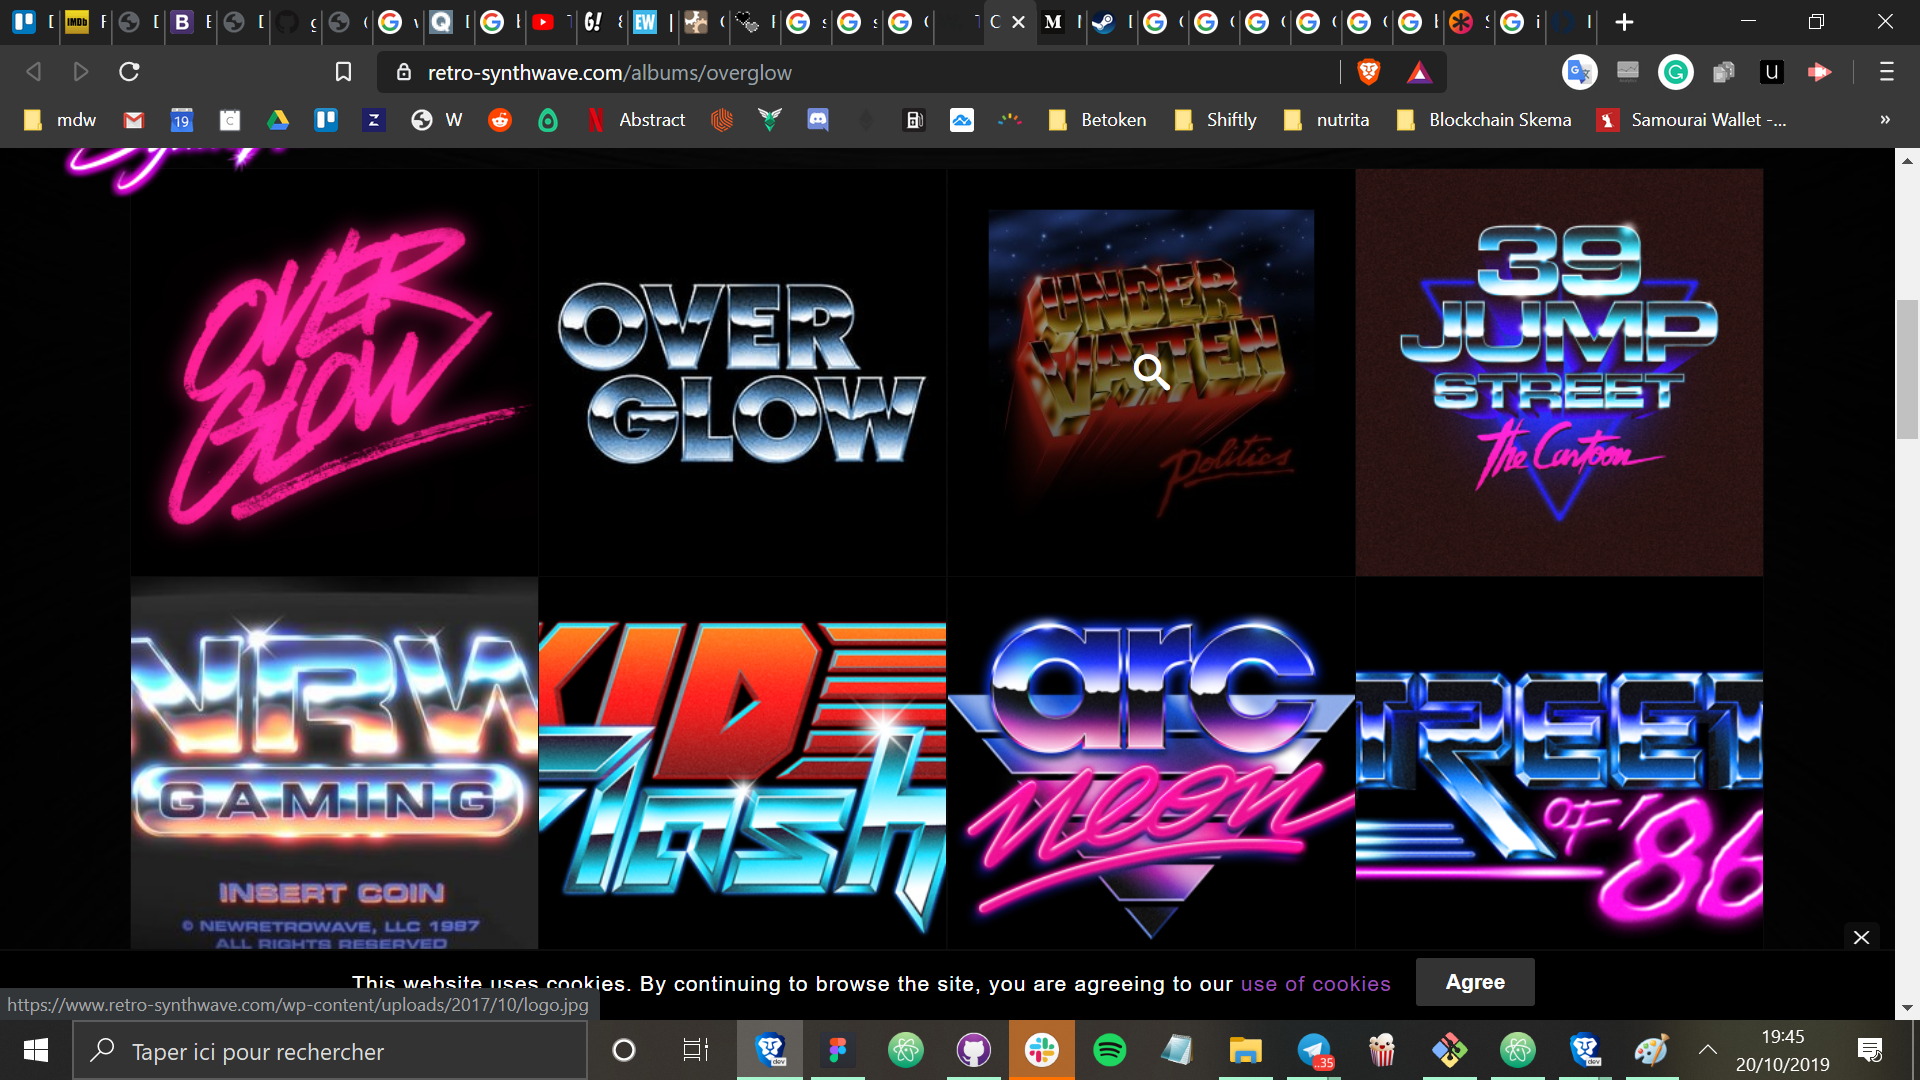 retro-synthwave.com/albums/overglow
mdw
W
Abstract
Betoken
Shiftly
nutrita
Blockchain Skema
Samourai Wallet -...
OVER
GLOW
OVER
GLOW
UNDER
VATTEN
Politics
39
JUMP
STREET
The Cartoon
NRW
GAMING
INSERT COIN
© NEWRETROWAVE, LLC 1987
ALL RIGHTS RESERVED
KID
Flash
arc
neon
STREET
OF '86
This website uses cookies. By continuing to browse the site, you are agreeing to our use of cookies
Agree
https://www.retro-synthwave.com/wp-content/uploads/2017/10/logo.jpg
Taper ici pour rechercher
19:45
20/10/2019